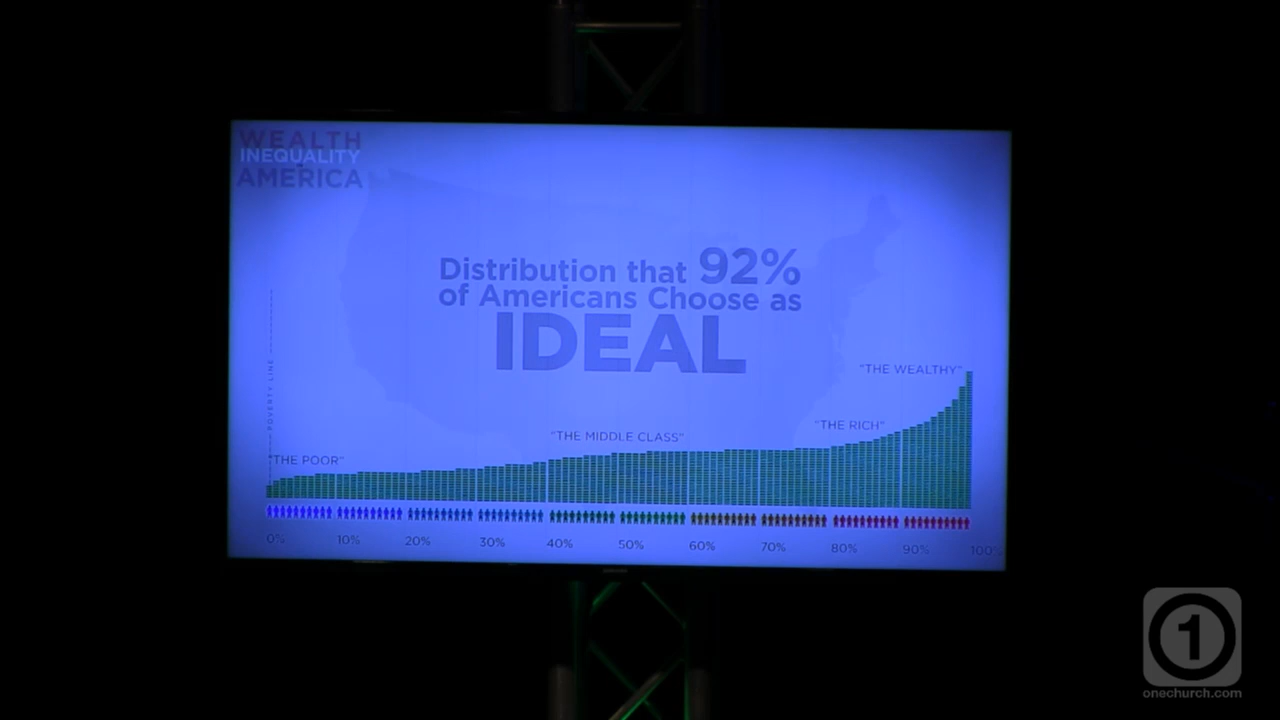 WEALTH
INEQUALITY
AMERICA
Distribution that 92%
of Americans Choose as
IDEAL
"THE WEALTHY"
"THE RICH"
"THE MIDDLE CLASS"
"THE POOR"
POVERTY LINE
0% 10% 20% 30% 40% 50% 60% 70% 80% 90% 100%
1
onechurch.com